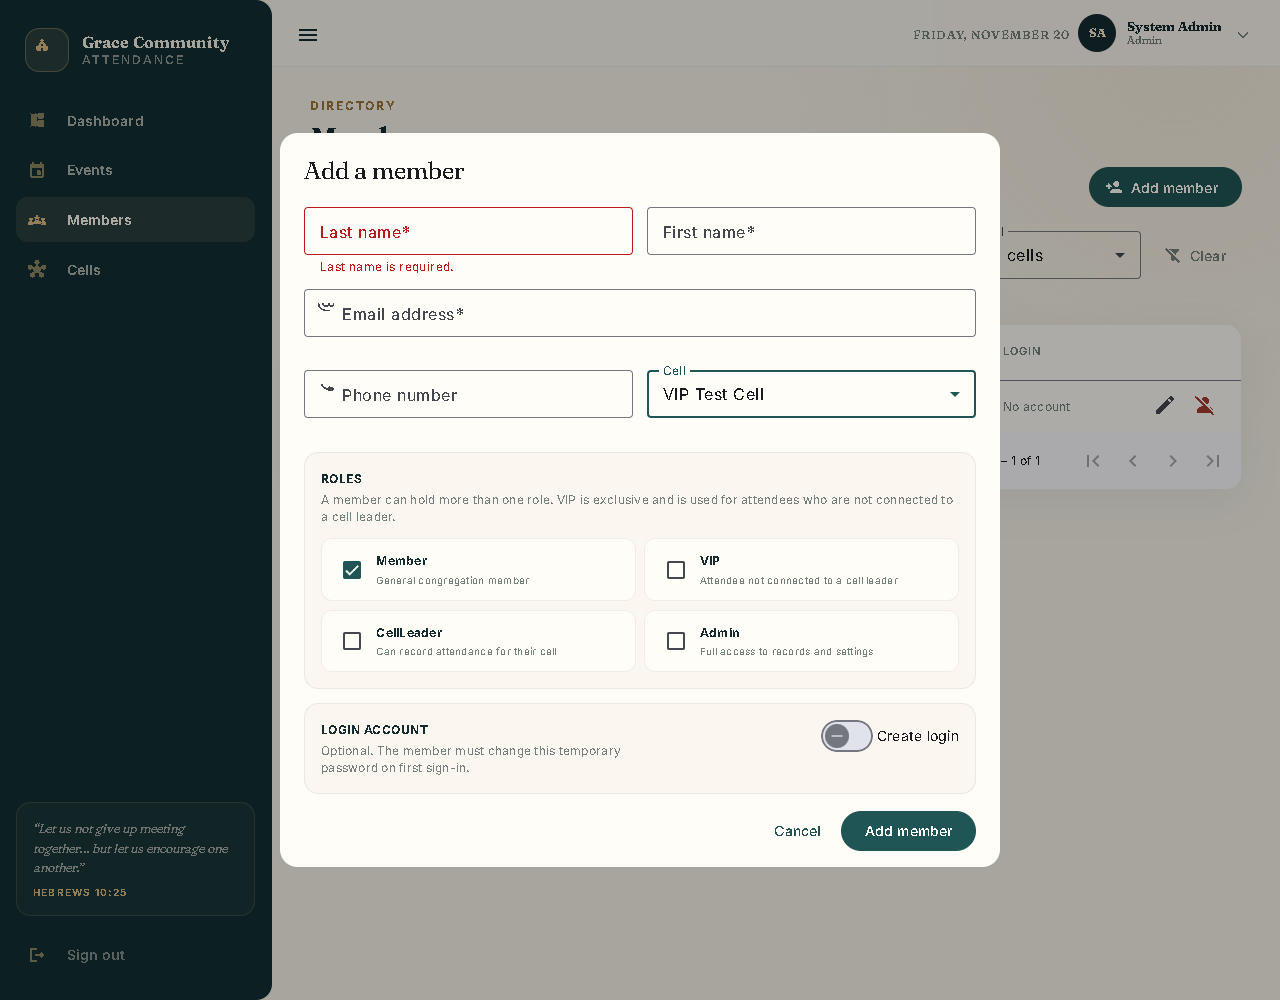 Grace Community
ATTENDANCE
Dashboard
Events
Members
Cells
“Let us not give up meeting
together... but let us encourage one
another.”
HEBREWS 10:25
Sign out
FRIDAY, NOVEMBER 20
SA
System Admin
Admin
DIRECTORY
Add member
cells
Clear
LOGIN
No account
– 1 of 1
Add a member
Last name*
First name*
Last name is required.
Email address*
Phone number
Cell
VIP Test Cell
ROLES
A member can hold more than one role. VIP is exclusive and is used for attendees who are not connected to
a cell leader.
Member
General congregation member
VIP
Attendee not connected to a cell leader
CellLeader
Can record attendance for their cell
Admin
Full access to records and settings
LOGIN ACCOUNT
Optional. The member must change this temporary
password on first sign-in.
Create login
Cancel
Add member